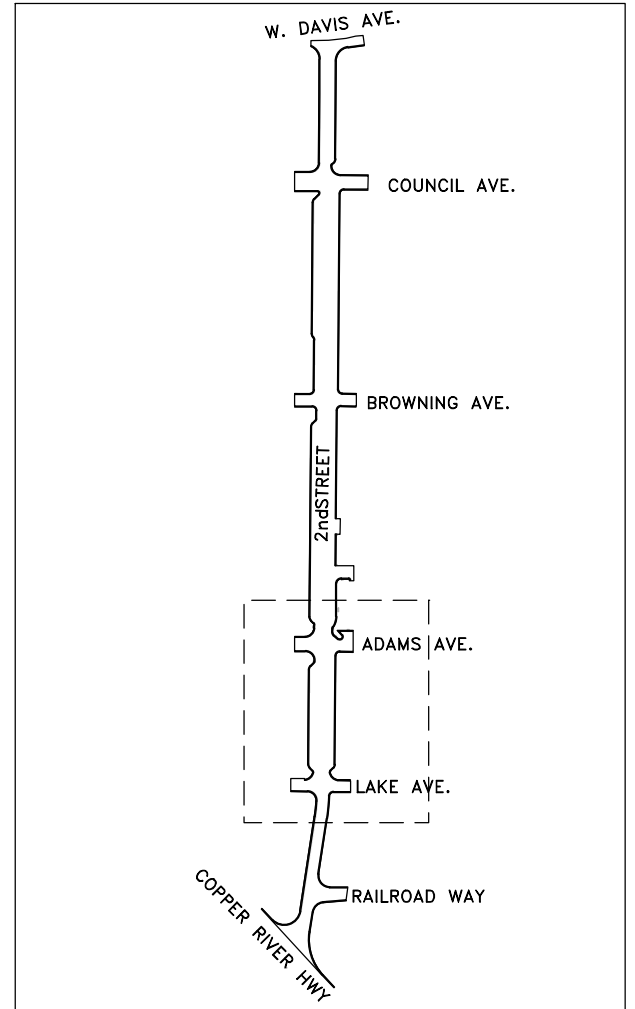 W. DAVIS AVE.
COUNCIL AVE.
BROWNING AVE.
2ndSTREET
ADAMS AVE.
LAKE AVE.
RAILROAD WAY
COPPER RIVER HWY